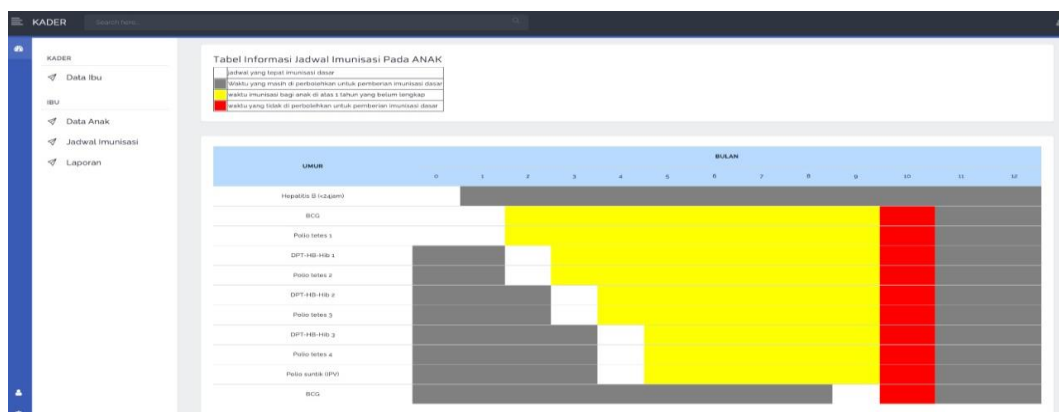 KADER
Search here..
KADER
Data Ibu
IBU
Data Anak
Jadwal Imunisasi
Laporan
Tabel Informasi Jadwal Imunisasi Pada ANAK
jadwal yang tepat imunisasi dasar
Waktu yang masih di perbolehkan untuk pemberian imunisasi dasar
waktu imunisasi bagi anak di atas 1 tahun yang belum lengkap
waktu yang tidak di perbolehkan untuk pemberian imunisasi dasar
UMUR BULAN
0 1 2 3 4 5 6 7 8 9 10 11 12
Hepatitis B (<24jam)
BCG
Polio tetes 1
DPT-HB-Hib 1
Polio tetes 2
DPT-HB-Hib 2
Polio tetes 3
DPT-HB-Hib 3
Polio tetes 4
Polio suntik (IPV)
BCG